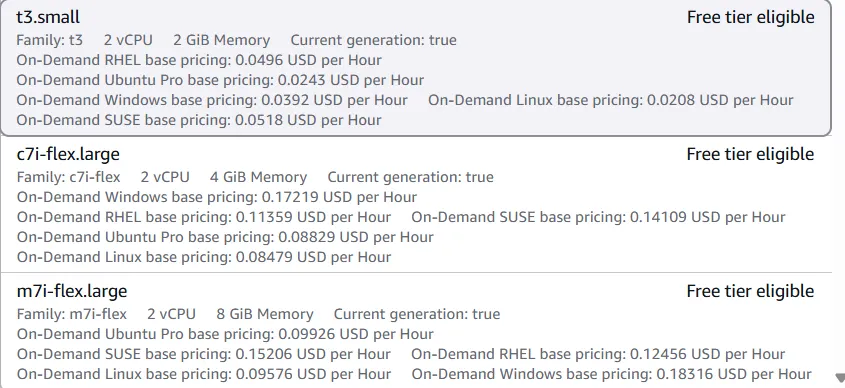 t3.small Free tier eligible
Family: t3 2 vCPU 2 GiB Memory Current generation: true
On-Demand RHEL base pricing: 0.0496 USD per Hour
On-Demand Ubuntu Pro base pricing: 0.0243 USD per Hour
On-Demand Windows base pricing: 0.0392 USD per Hour On-Demand Linux base pricing: 0.0208 USD per Hour
On-Demand SUSE base pricing: 0.0518 USD per Hour
c7i-flex.large Free tier eligible
Family: c7i-flex 2 vCPU 4 GiB Memory Current generation: true
On-Demand Windows base pricing: 0.17219 USD per Hour
On-Demand RHEL base pricing: 0.11359 USD per Hour On-Demand SUSE base pricing: 0.14109 USD per Hour
On-Demand Ubuntu Pro base pricing: 0.08829 USD per Hour
On-Demand Linux base pricing: 0.08479 USD per Hour
m7i-flex.large Free tier eligible
Family: m7i-flex 2 vCPU 8 GiB Memory Current generation: true
On-Demand Ubuntu Pro base pricing: 0.09926 USD per Hour
On-Demand SUSE base pricing: 0.15206 USD per Hour On-Demand RHEL base pricing: 0.12456 USD per Hour
On-Demand Linux base pricing: 0.09576 USD per Hour On-Demand Windows base pricing: 0.18316 USD per Hour